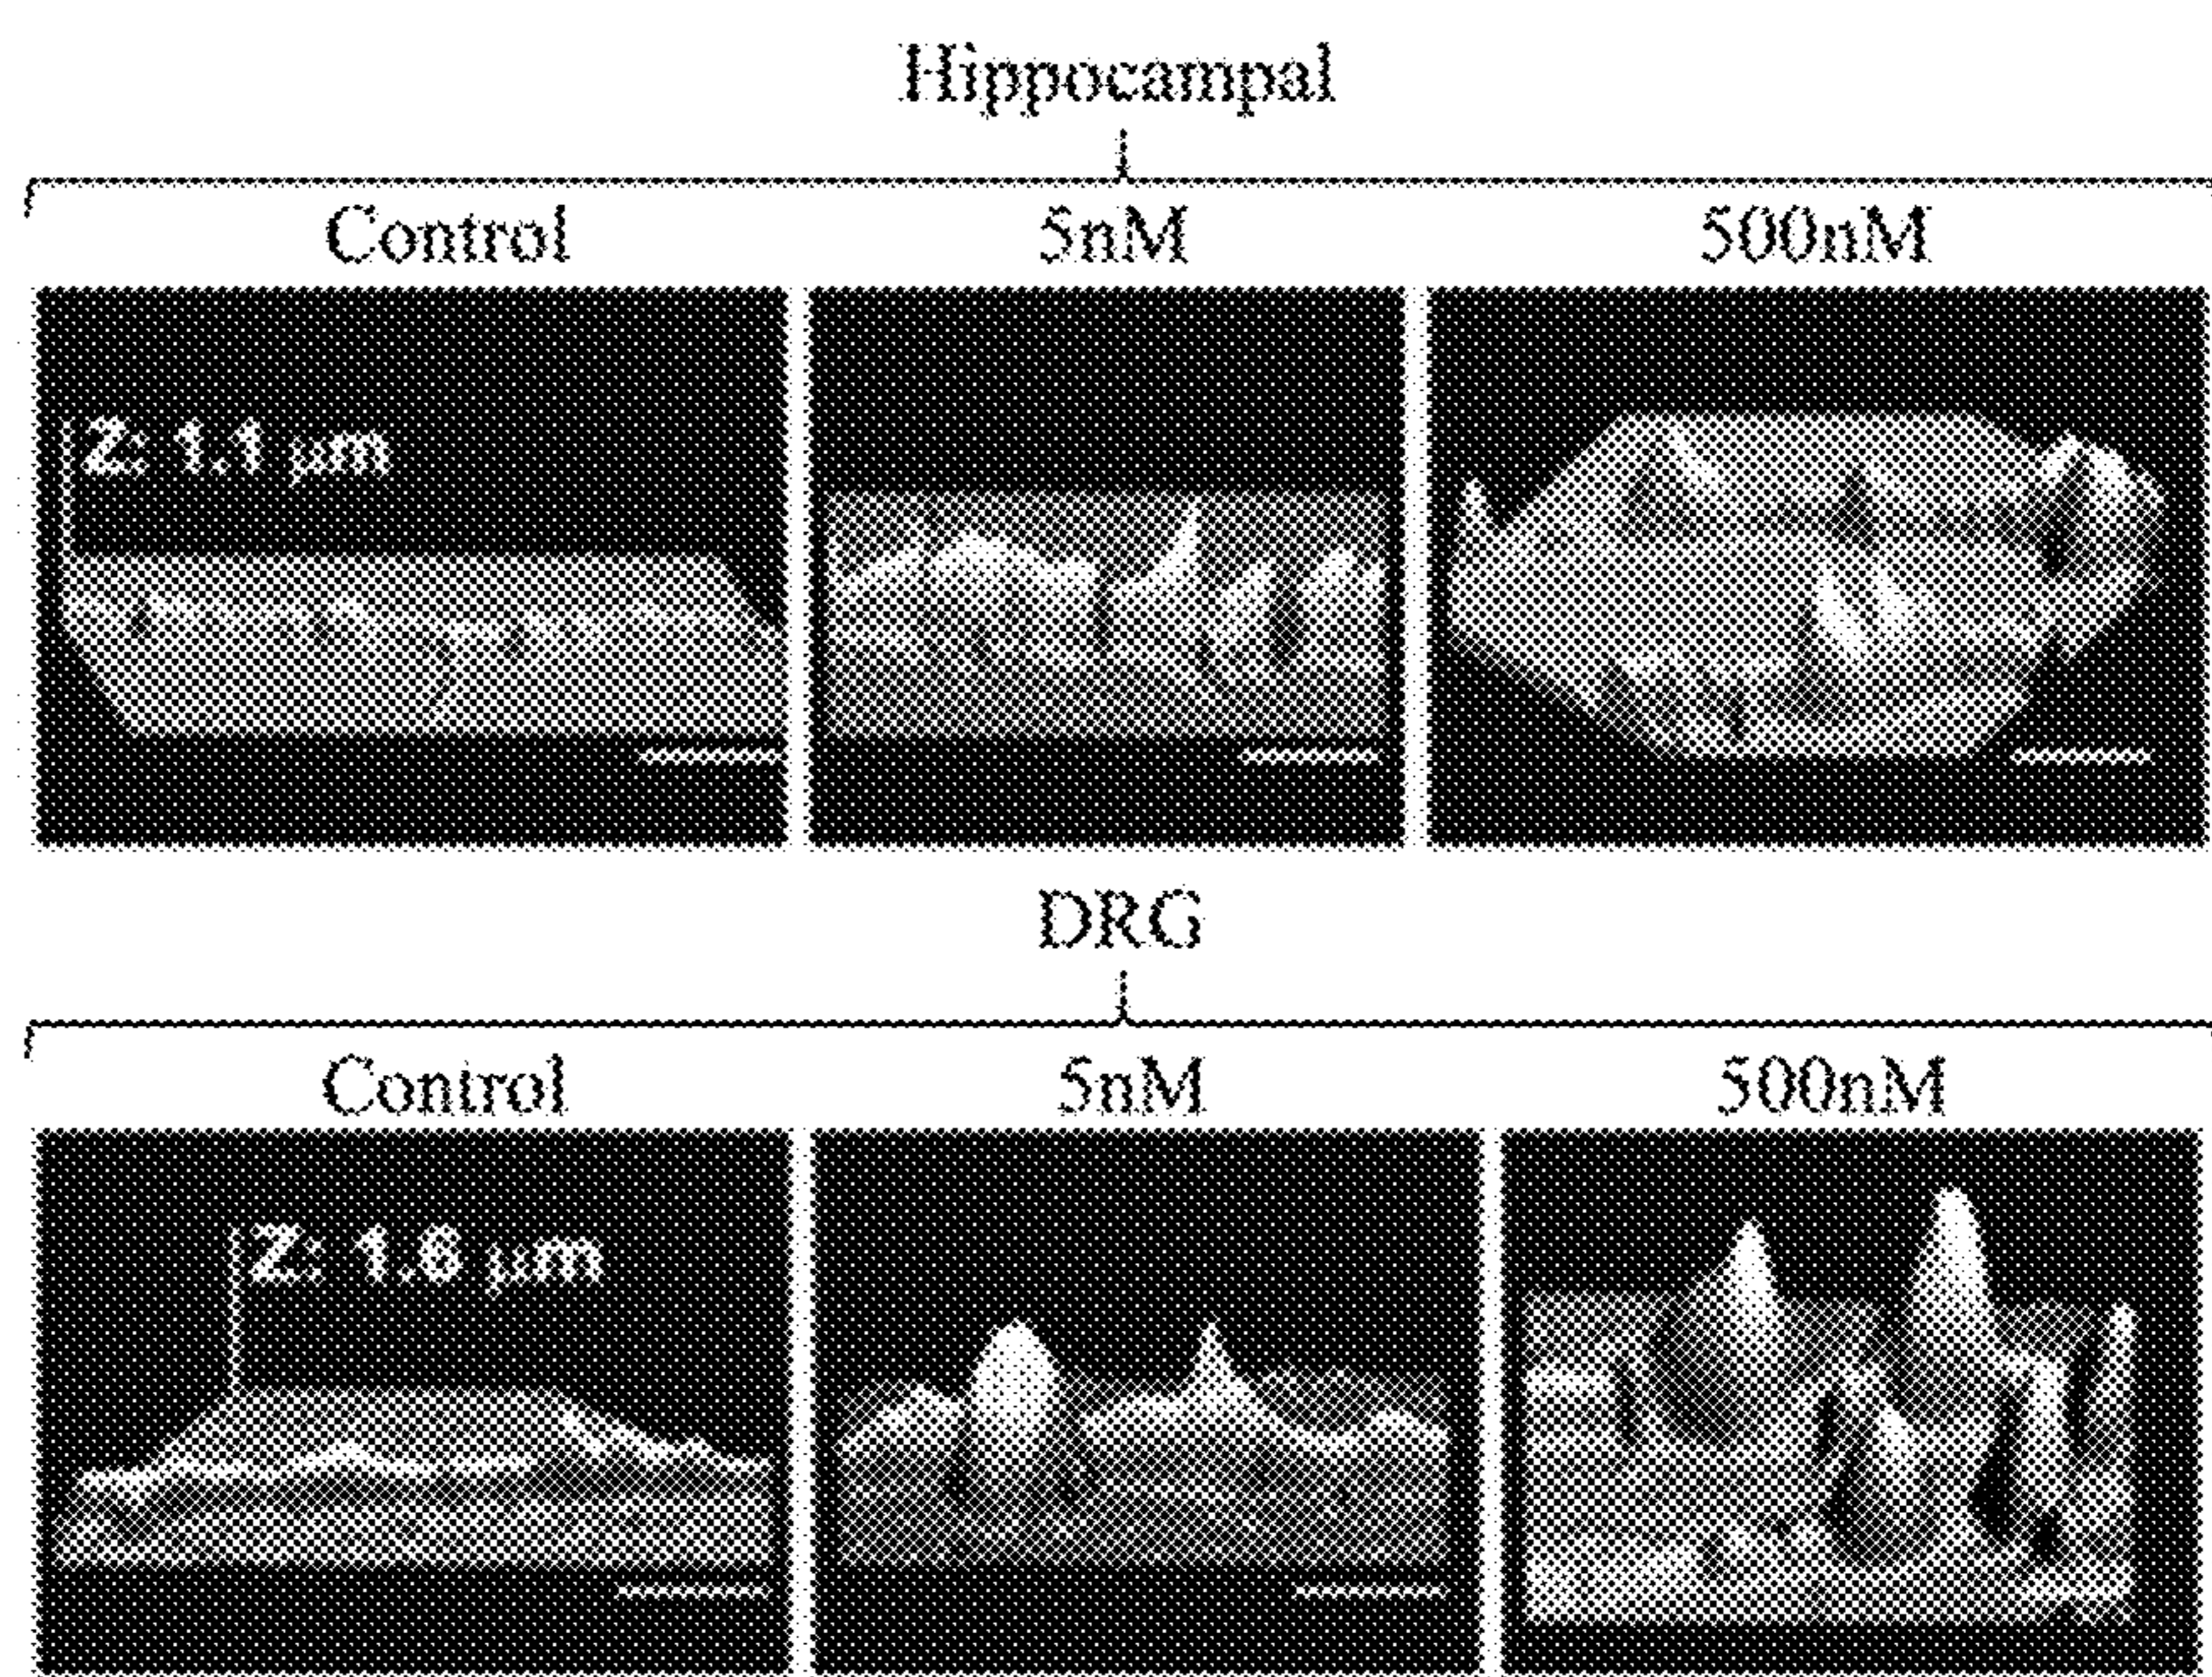 Hippocampal
Control 5nM 500nM
Z: 1.1 μm
DRG
Control 5nM 500nM
Z: 1.6 μm